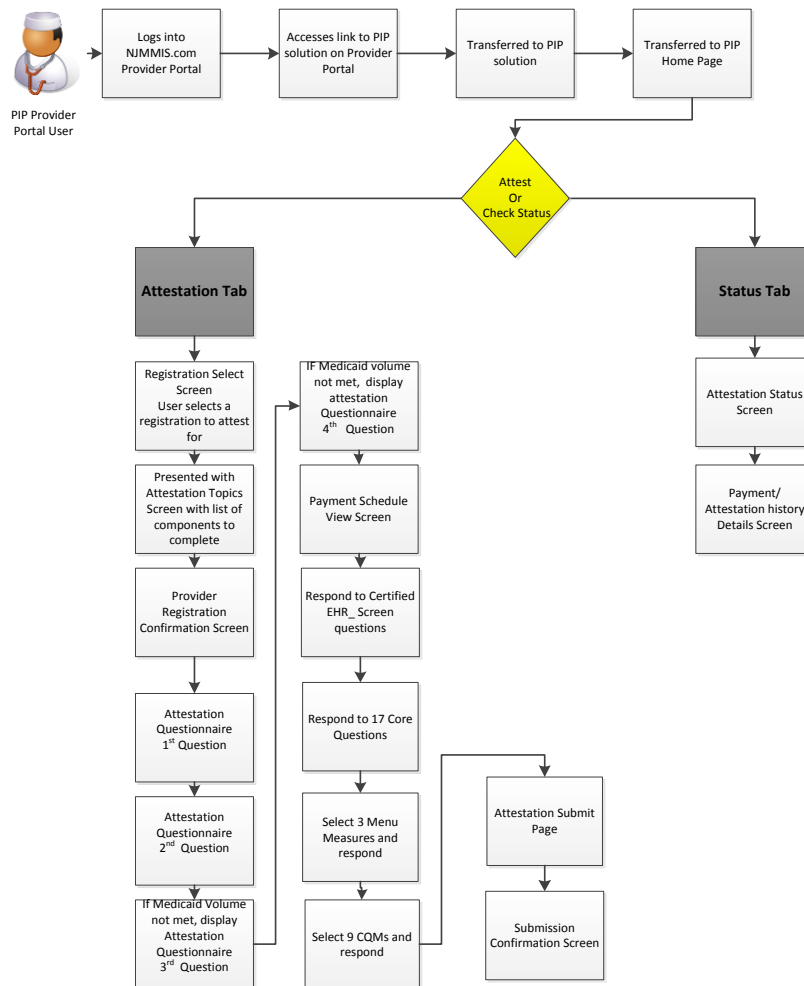 PIP Provider
Portal User
Logs into
NJMMIS.com
Provider Portal
Accesses link to PIP
solution on Provider
Portal
Transferred to PIP
solution
Transferred to PIP
Home Page
Attest
Or
Check Status
Attestation Tab
Status Tab
Registration Select
Screen
User selects a
registration to attest
for
Presented with
Attestation Topics
Screen with list of
components to
complete
Provider
Registration
Confirmation Screen
Attestation
Questionnaire
1st Question
Attestation
Questionnaire
2nd Question
If Medicaid Volume
not met, display
Attestation
Questionnaire
3rd Question
IF Medicaid volume
not met, display
attestation
Questionnaire
4th Question
Payment Schedule
View Screen
Respond to Certified
EHR_ Screen
questions
Respond to 17 Core
Questions
Select 3 Menu
Measures and
respond
Select 9 CQMs and
respond
Attestation Submit
Page
Submission
Confirmation Screen
Attestation Status
Screen
Payment/
Attestation history
Details Screen